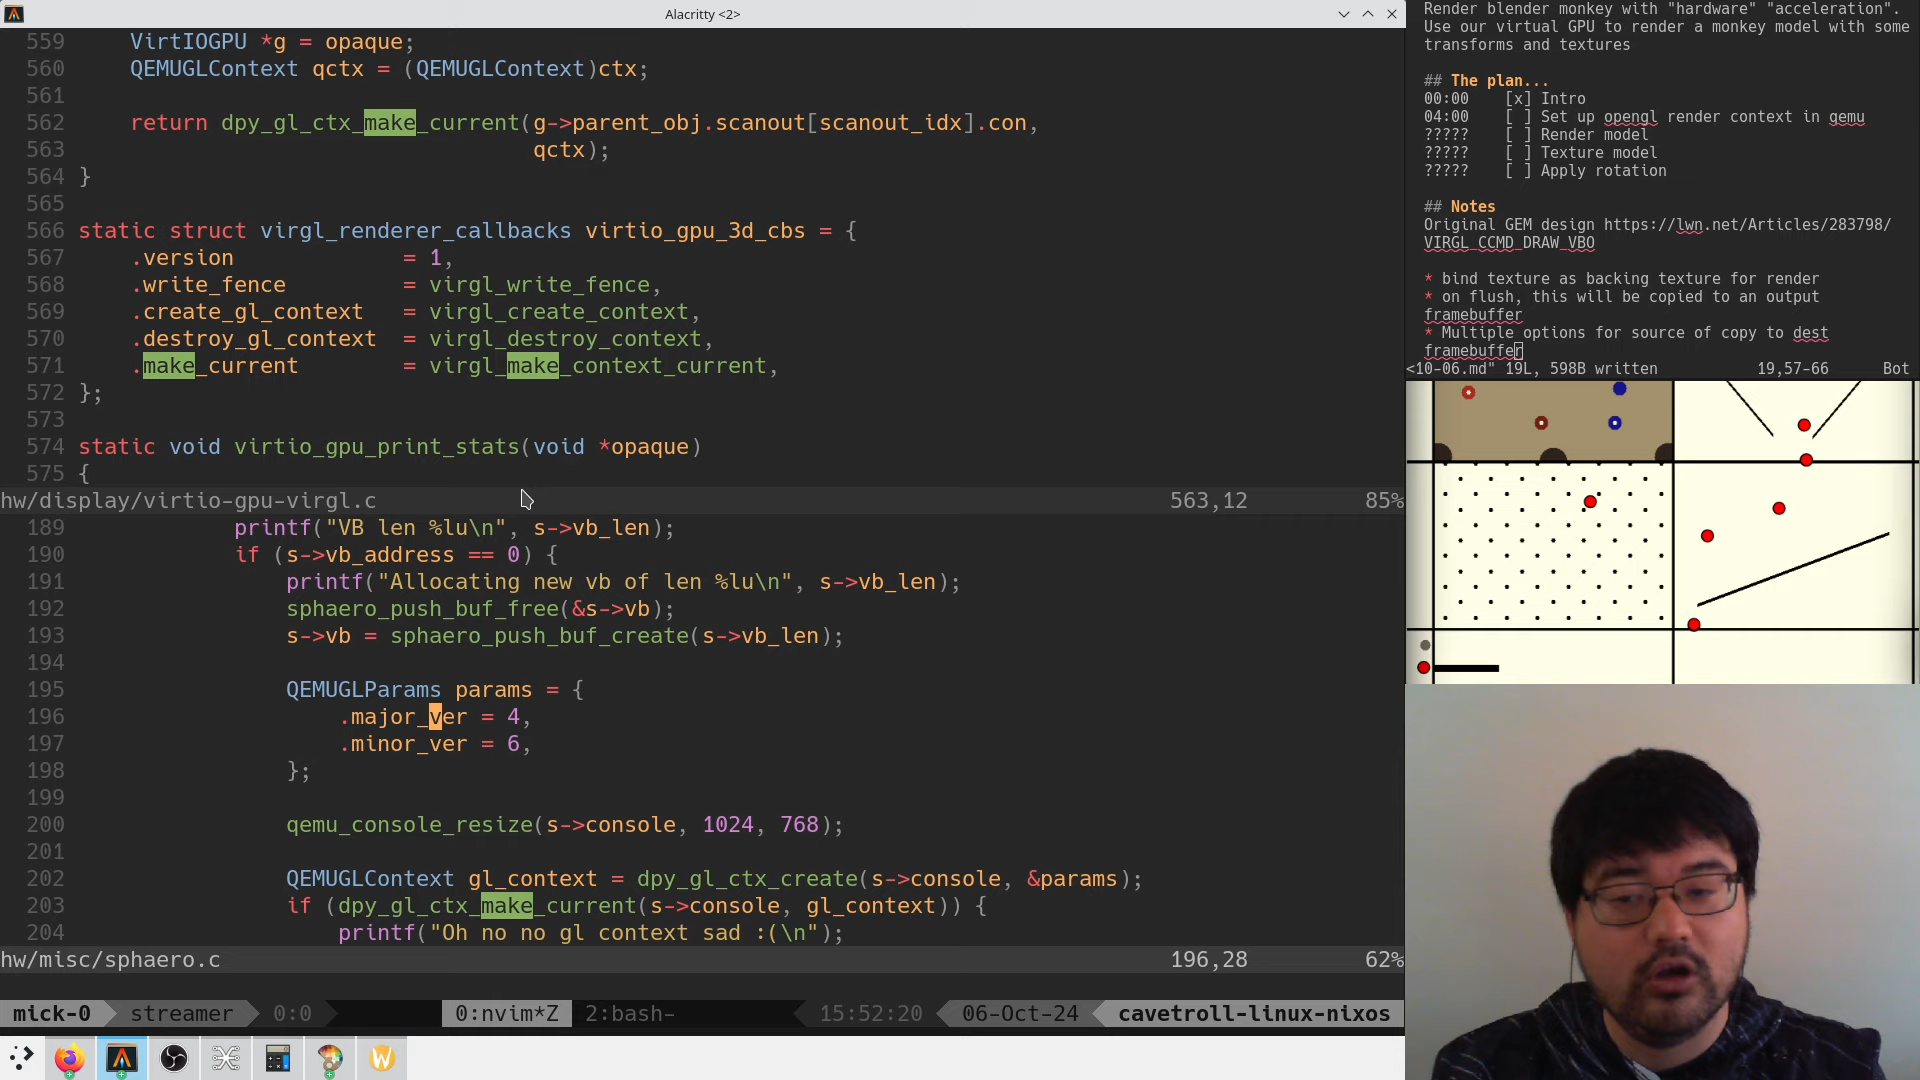 Alacritty <2>
559 VirtIOGPU *g = opaque;
560 QEMUGLContext qctx = (QEMUGLContext)ctx;
561
562 return dpy_gl_ctx_make_current(g->parent_obj.scanout[scanout_idx].con,
563 qctx);
564 }
565
566 static struct virgl_renderer_callbacks virtio_gpu_3d_cbs = {
567 .version = 1,
568 .write_fence = virgl_write_fence,
569 .create_gl_context = virgl_create_context,
570 .destroy_gl_context = virgl_destroy_context,
571 .make_current = virgl_make_context_current,
572 };
573
574 static void virtio_gpu_print_stats(void *opaque)
575 {
hw/display/virtio-gpu-virgl.c 563,12 85%
189 printf("VB len %lu\n", s->vb_len);
190 if (s->vb_address == 0) {
191 printf("Allocating new vb of len %lu\n", s->vb_len);
192 sphaero_push_buf_free(&s->vb);
193 s->vb = sphaero_push_buf_create(s->vb_len);
194
195 QEMUGLParams params = {
196 .major_ver = 4,
197 .minor_ver = 6,
198 };
199
200 qemu_console_resize(s->console, 1024, 768);
201
202 QEMUGLContext gl_context = dpy_gl_ctx_create(s->console, &params);
203 if (dpy_gl_ctx_make_current(s->console, gl_context)) {
204 printf("Oh no no gl context sad :(\n");
hw/misc/sphaero.c 196,28 62%
mick-0 streamer 0:0 0:nvim*Z 2:bash- 15:52:20 06-Oct-24 cavetroll-linux-nixos
Render blender monkey with "hardware" "acceleration".
Use our virtual GPU to render a monkey model with some
transforms and textures
## The plan...
00:00 [x] Intro
04:00 [ ] Set up opengl render context in qemu
????? [ ] Render model
????? [ ] Texture model
????? [ ] Apply rotation
## Notes
Original GEM design https://lwn.net/Articles/283798/
VIRGL_CCMD_DRAW_VBO
* bind texture as backing texture for render
* on flush, this will be copied to an output
framebuffer
* Multiple options for source of copy to dest
framebuffer
<10-06.md" 19L, 598B written 19,57-66 Bot